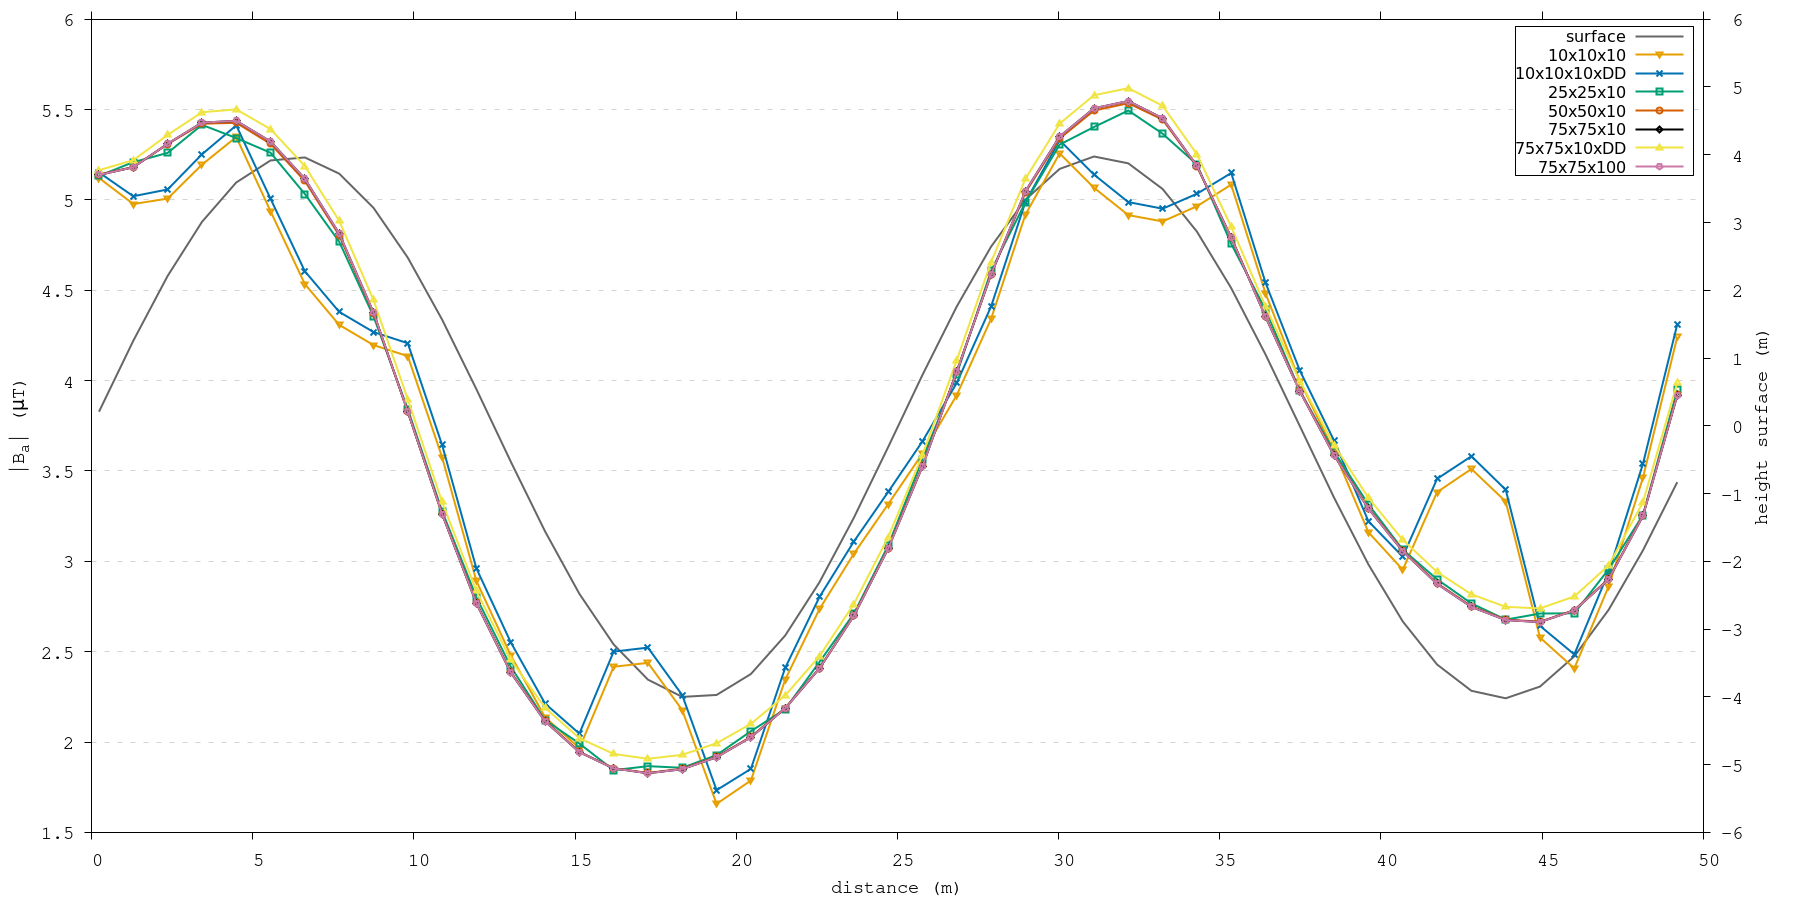 6
5.5
5
4.5
4
3.5
3
2.5
2
1.5
|Ba| (μT)
surface
10x10x10
10x10x10xDD
25x25x10
50x50x10
75x75x10
75x75x10xDD
75x75x100
6
5
4
3
2
1
0
−1
−2
−3
−4
−5
−6
height surface (m)
0 5 10 15 20 25 30 35 40 45 50
distance (m)